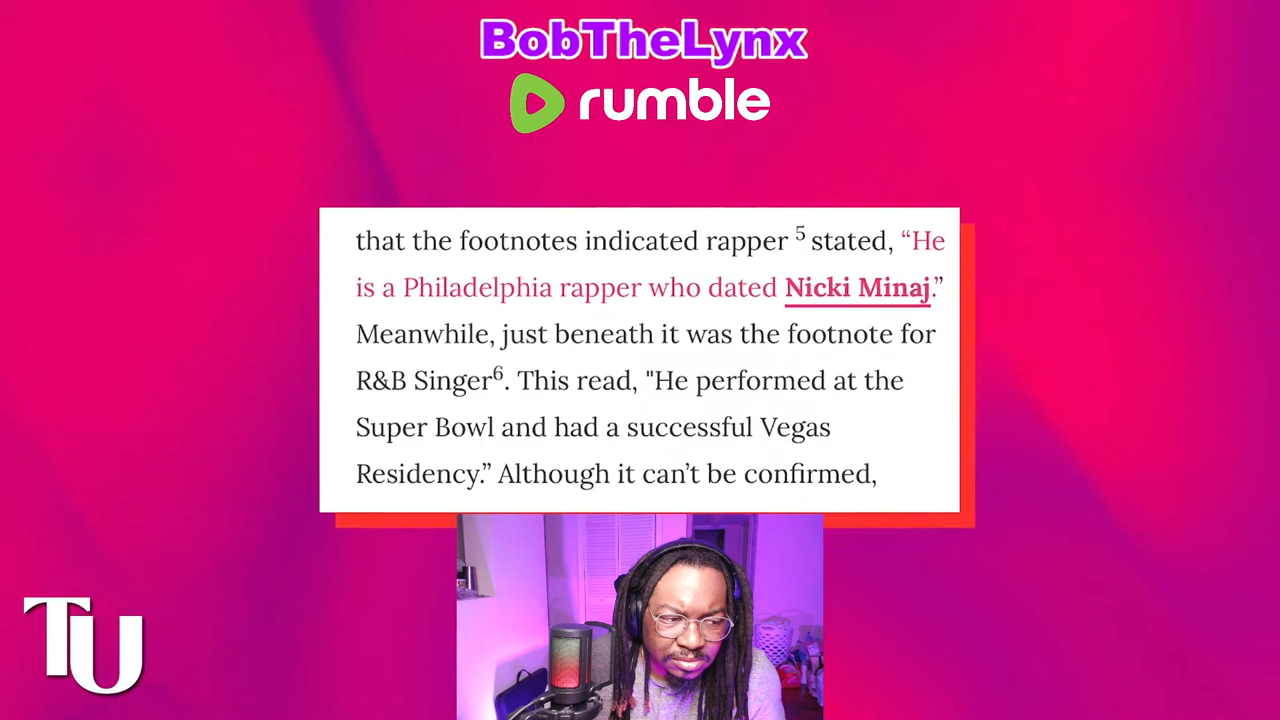 BobTheLynx
rumble
that the footnotes indicated rapper 5 stated, “He
is a Philadelphia rapper who dated Nicki Minaj.”
Meanwhile, just beneath it was the footnote for
R&B Singer6. This read, "He performed at the
Super Bowl and had a successful Vegas
Residency.” Although it can’t be confirmed,
TU